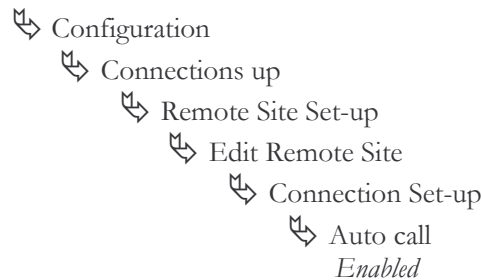 Configuration
Connections up
Remote Site Set-up
Edit Remote Site
Connection Set-up
Auto call
Enabled